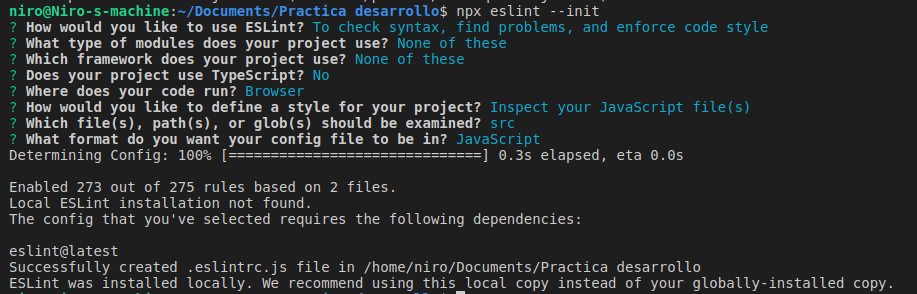 niro@Niro-s-machine:~/Documents/Practica desarrollo$ npx eslint --init
? How would you like to use ESLint? To check syntax, find problems, and enforce code style
? What type of modules does your project use? None of these
? Which framework does your project use? None of these
? Does your project use TypeScript? No
? Where does your code run? Browser
? How would you like to define a style for your project? Inspect your JavaScript file(s)
? Which file(s), path(s), or glob(s) should be examined? src
? What format do you want your config file to be in? JavaScript
Determining Config: 100% [==============================] 0.3s elapsed, eta 0.0s
Enabled 273 out of 275 rules based on 2 files.
Local ESLint installation not found.
The config that you've selected requires the following dependencies:
eslint@latest
Successfully created .eslintrc.js file in /home/niro/Documents/Practica desarrollo
ESLint was installed locally. We recommend using this local copy instead of your globally-installed copy.